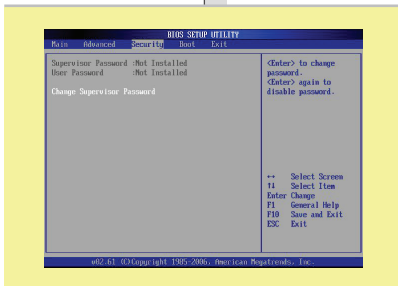 BIOS SETUP UTILITY
Main Advanced Security Boot Exit
Supervisor Password :Not Installed
User Password :Not Installed
Change Supervisor Password
<Enter> to change
password.
<Enter> again to
disable password.
↔ Select Screen
↑↓ Select Item
Enter Change
F1 General Help
F10 Save and Exit
ESC Exit
v02.61 (C)Copyright 1985-2006, American Megatrends, Inc.